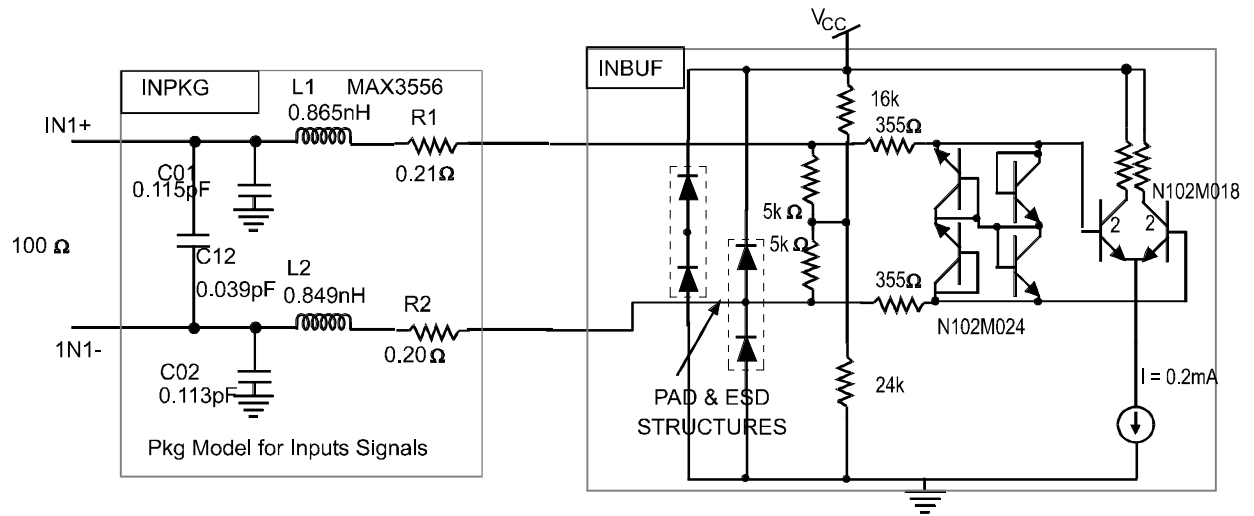 VCC
INPKG
L1
MAX3556
0.865nH
R1
0.21Ω
IN1+
C01
0.115pF
100 Ω
C12
0.039pF
L2
0.849nH
R2
0.20Ω
1N1-
C02
0.113pF
Pkg Model for Inputs Signals
INBUF
16k
355Ω
5k Ω
5k Ω
355Ω
N102M018
2
2
N102M024
24k
I = 0.2mA
PAD & ESD
STRUCTURES